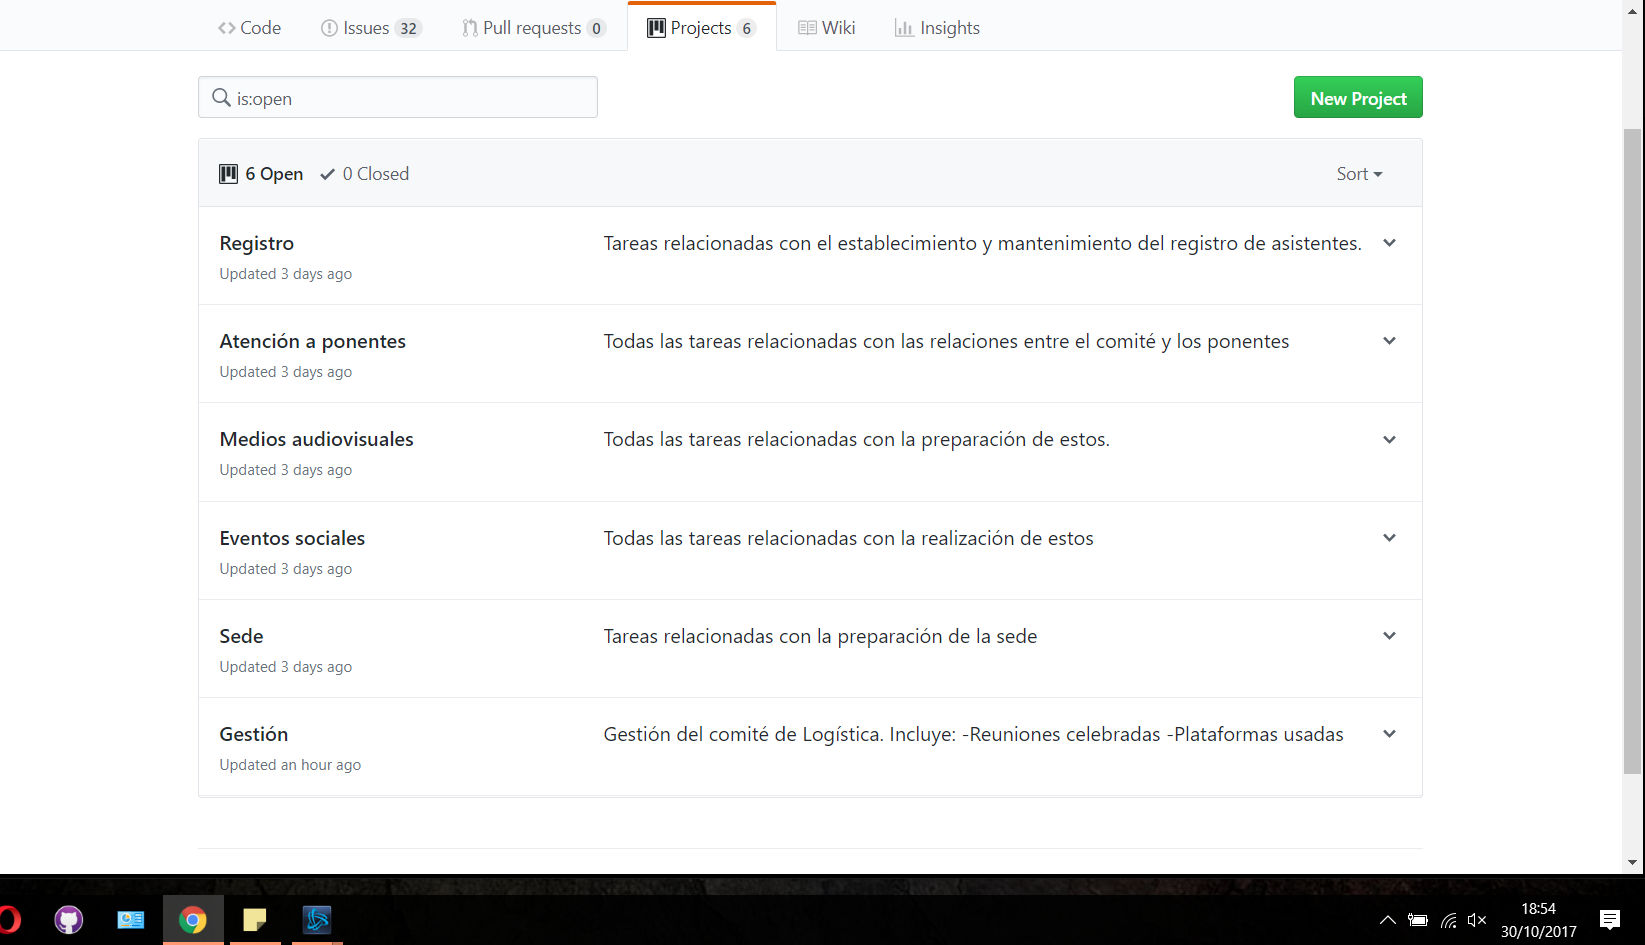 Code Issues 32 Pull requests 0 Projects 6 Wiki Insights
is:open New Project
6 Open 0 Closed Sort
Registro Tareas relacionadas con el establecimiento y mantenimiento del registro de asistentes.
Updated 3 days ago
Atención a ponentes Todas las tareas relacionadas con las relaciones entre el comité y los ponentes
Updated 3 days ago
Medios audiovisuales Todas las tareas relacionadas con la preparación de estos.
Updated 3 days ago
Eventos sociales Todas las tareas relacionadas con la realización de estos
Updated 3 days ago
Sede Tareas relacionadas con la preparación de la sede
Updated 3 days ago
Gestión Gestión del comité de Logística. Incluye: -Reuniones celebradas -Plataformas usadas
Updated an hour ago
18:54
30/10/2017